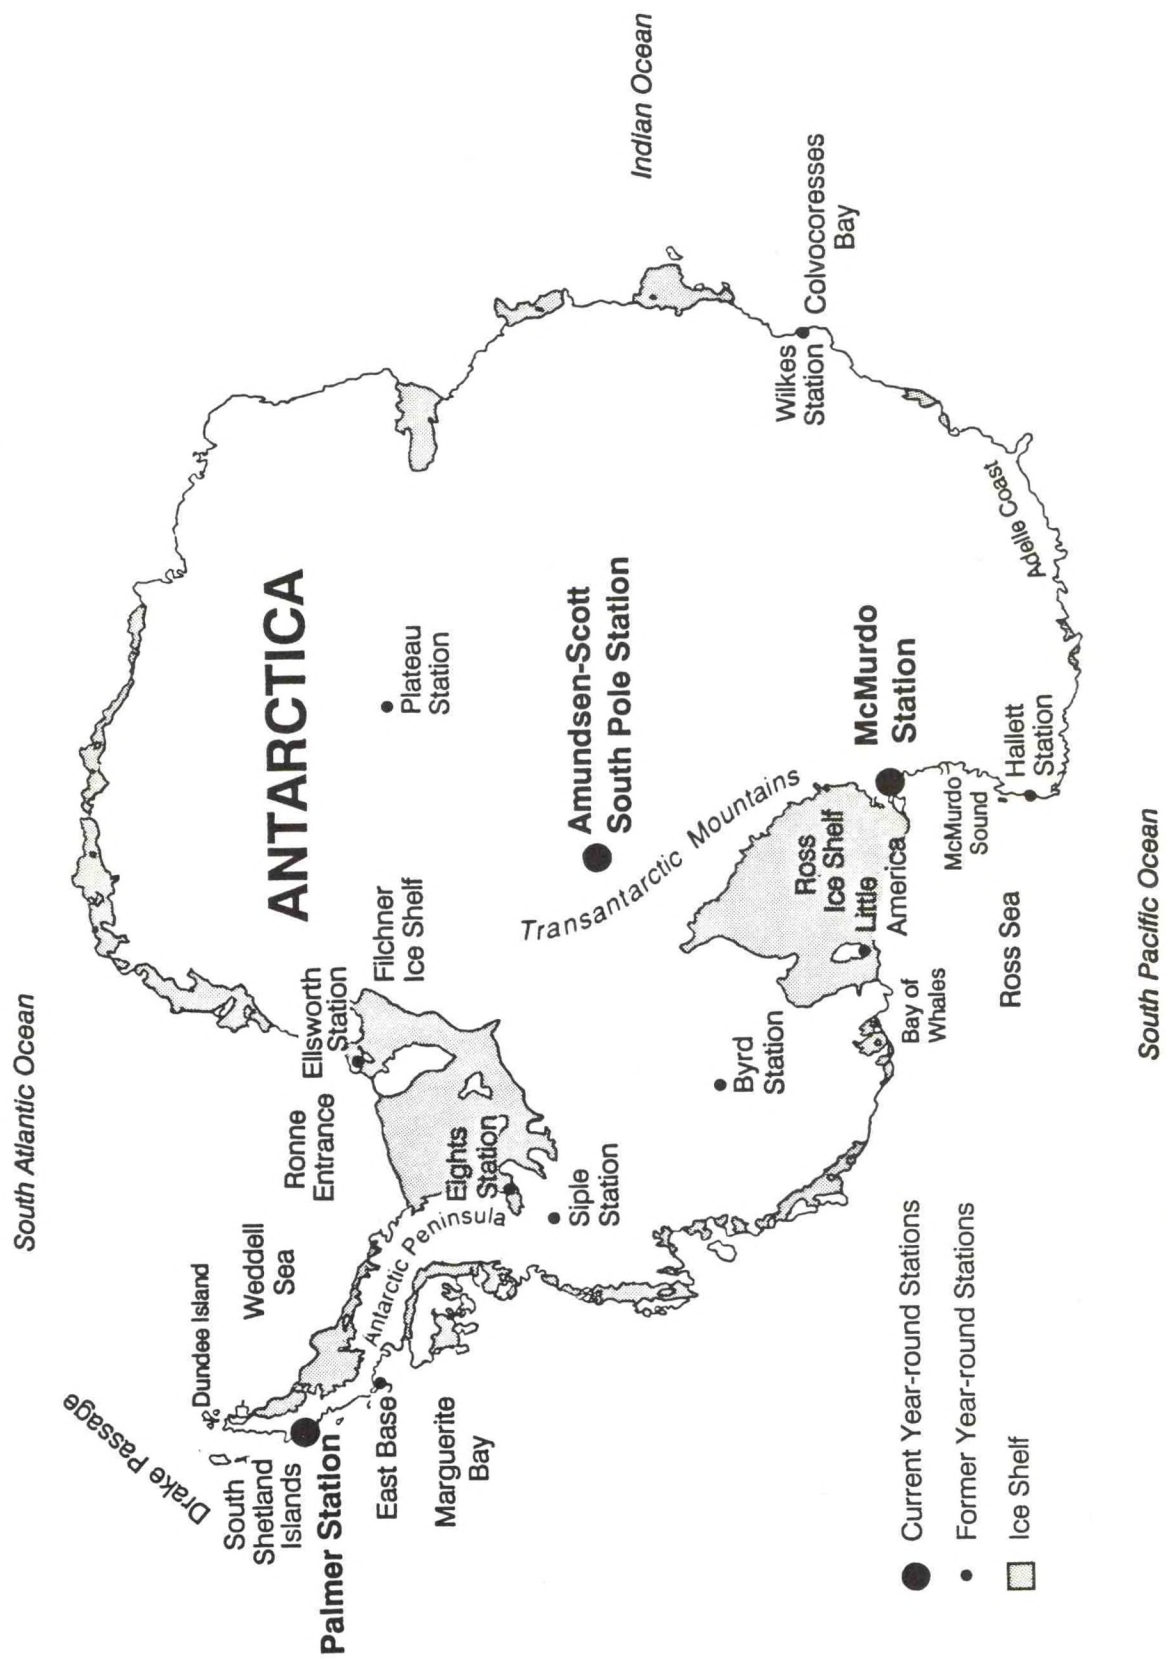 South Atlantic Ocean
Drake Passage
Dundee Island
Weddell
Sea
South
Shetland
Islands
Palmer Station
East Base
Marguerite
Bay
Antarctic Peninsula
Ronne
Entrance
Ellsworth
Station
Filchner
Ice Shelf
Eights
Station
Siple
Station
ANTARCTICA
Plateau
Station
Amundsen-Scott
South Pole Station
Transantarctic Mountains
Byrd
Station
Ross
Ice Shelf
Little
America
Bay of
Whales
Ross Sea
McMurdo
Station
McMurdo
Sound
Hallett
Station
Adelle Coast
Wilkes
Station
Colvocoresses
Bay
Indian Ocean
South Pacific Ocean
Current Year-round Stations
Former Year-round Stations
Ice Shelf